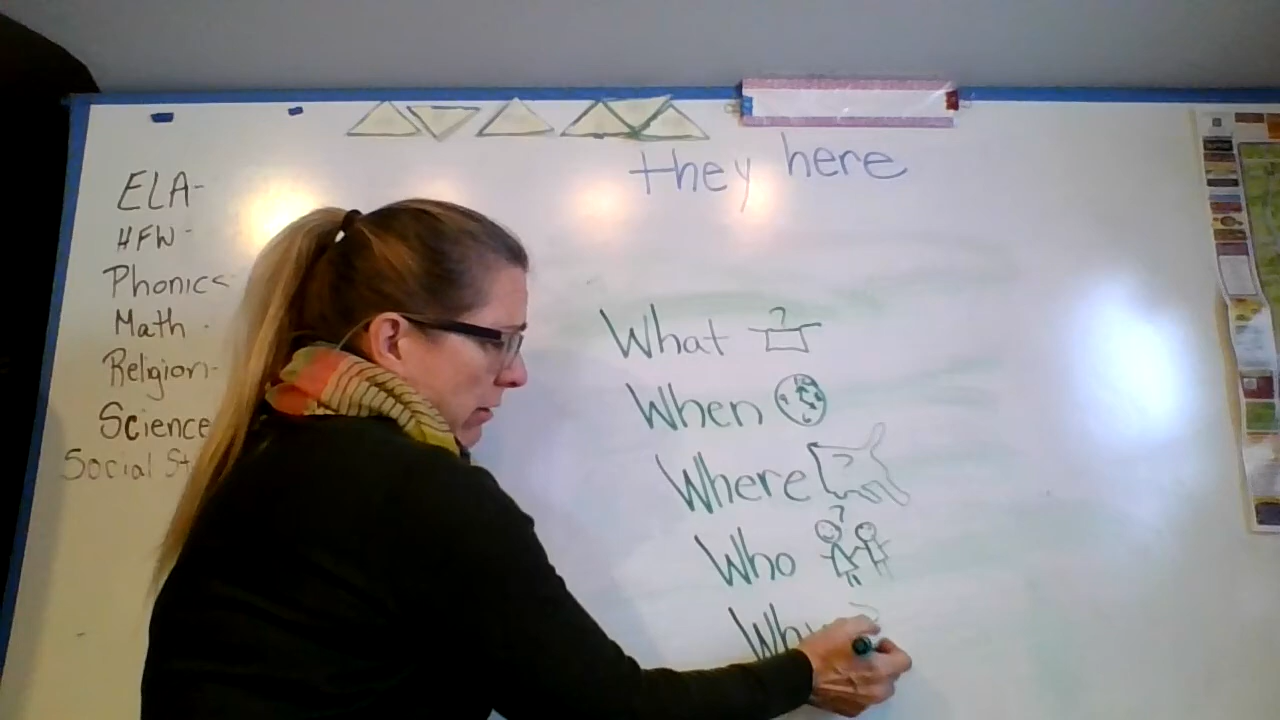 they here
ELA-
HFW-
Phonics-
Math -
Religion-
Science
Social St
What ?
When
Where ?
Who ?
Why ?